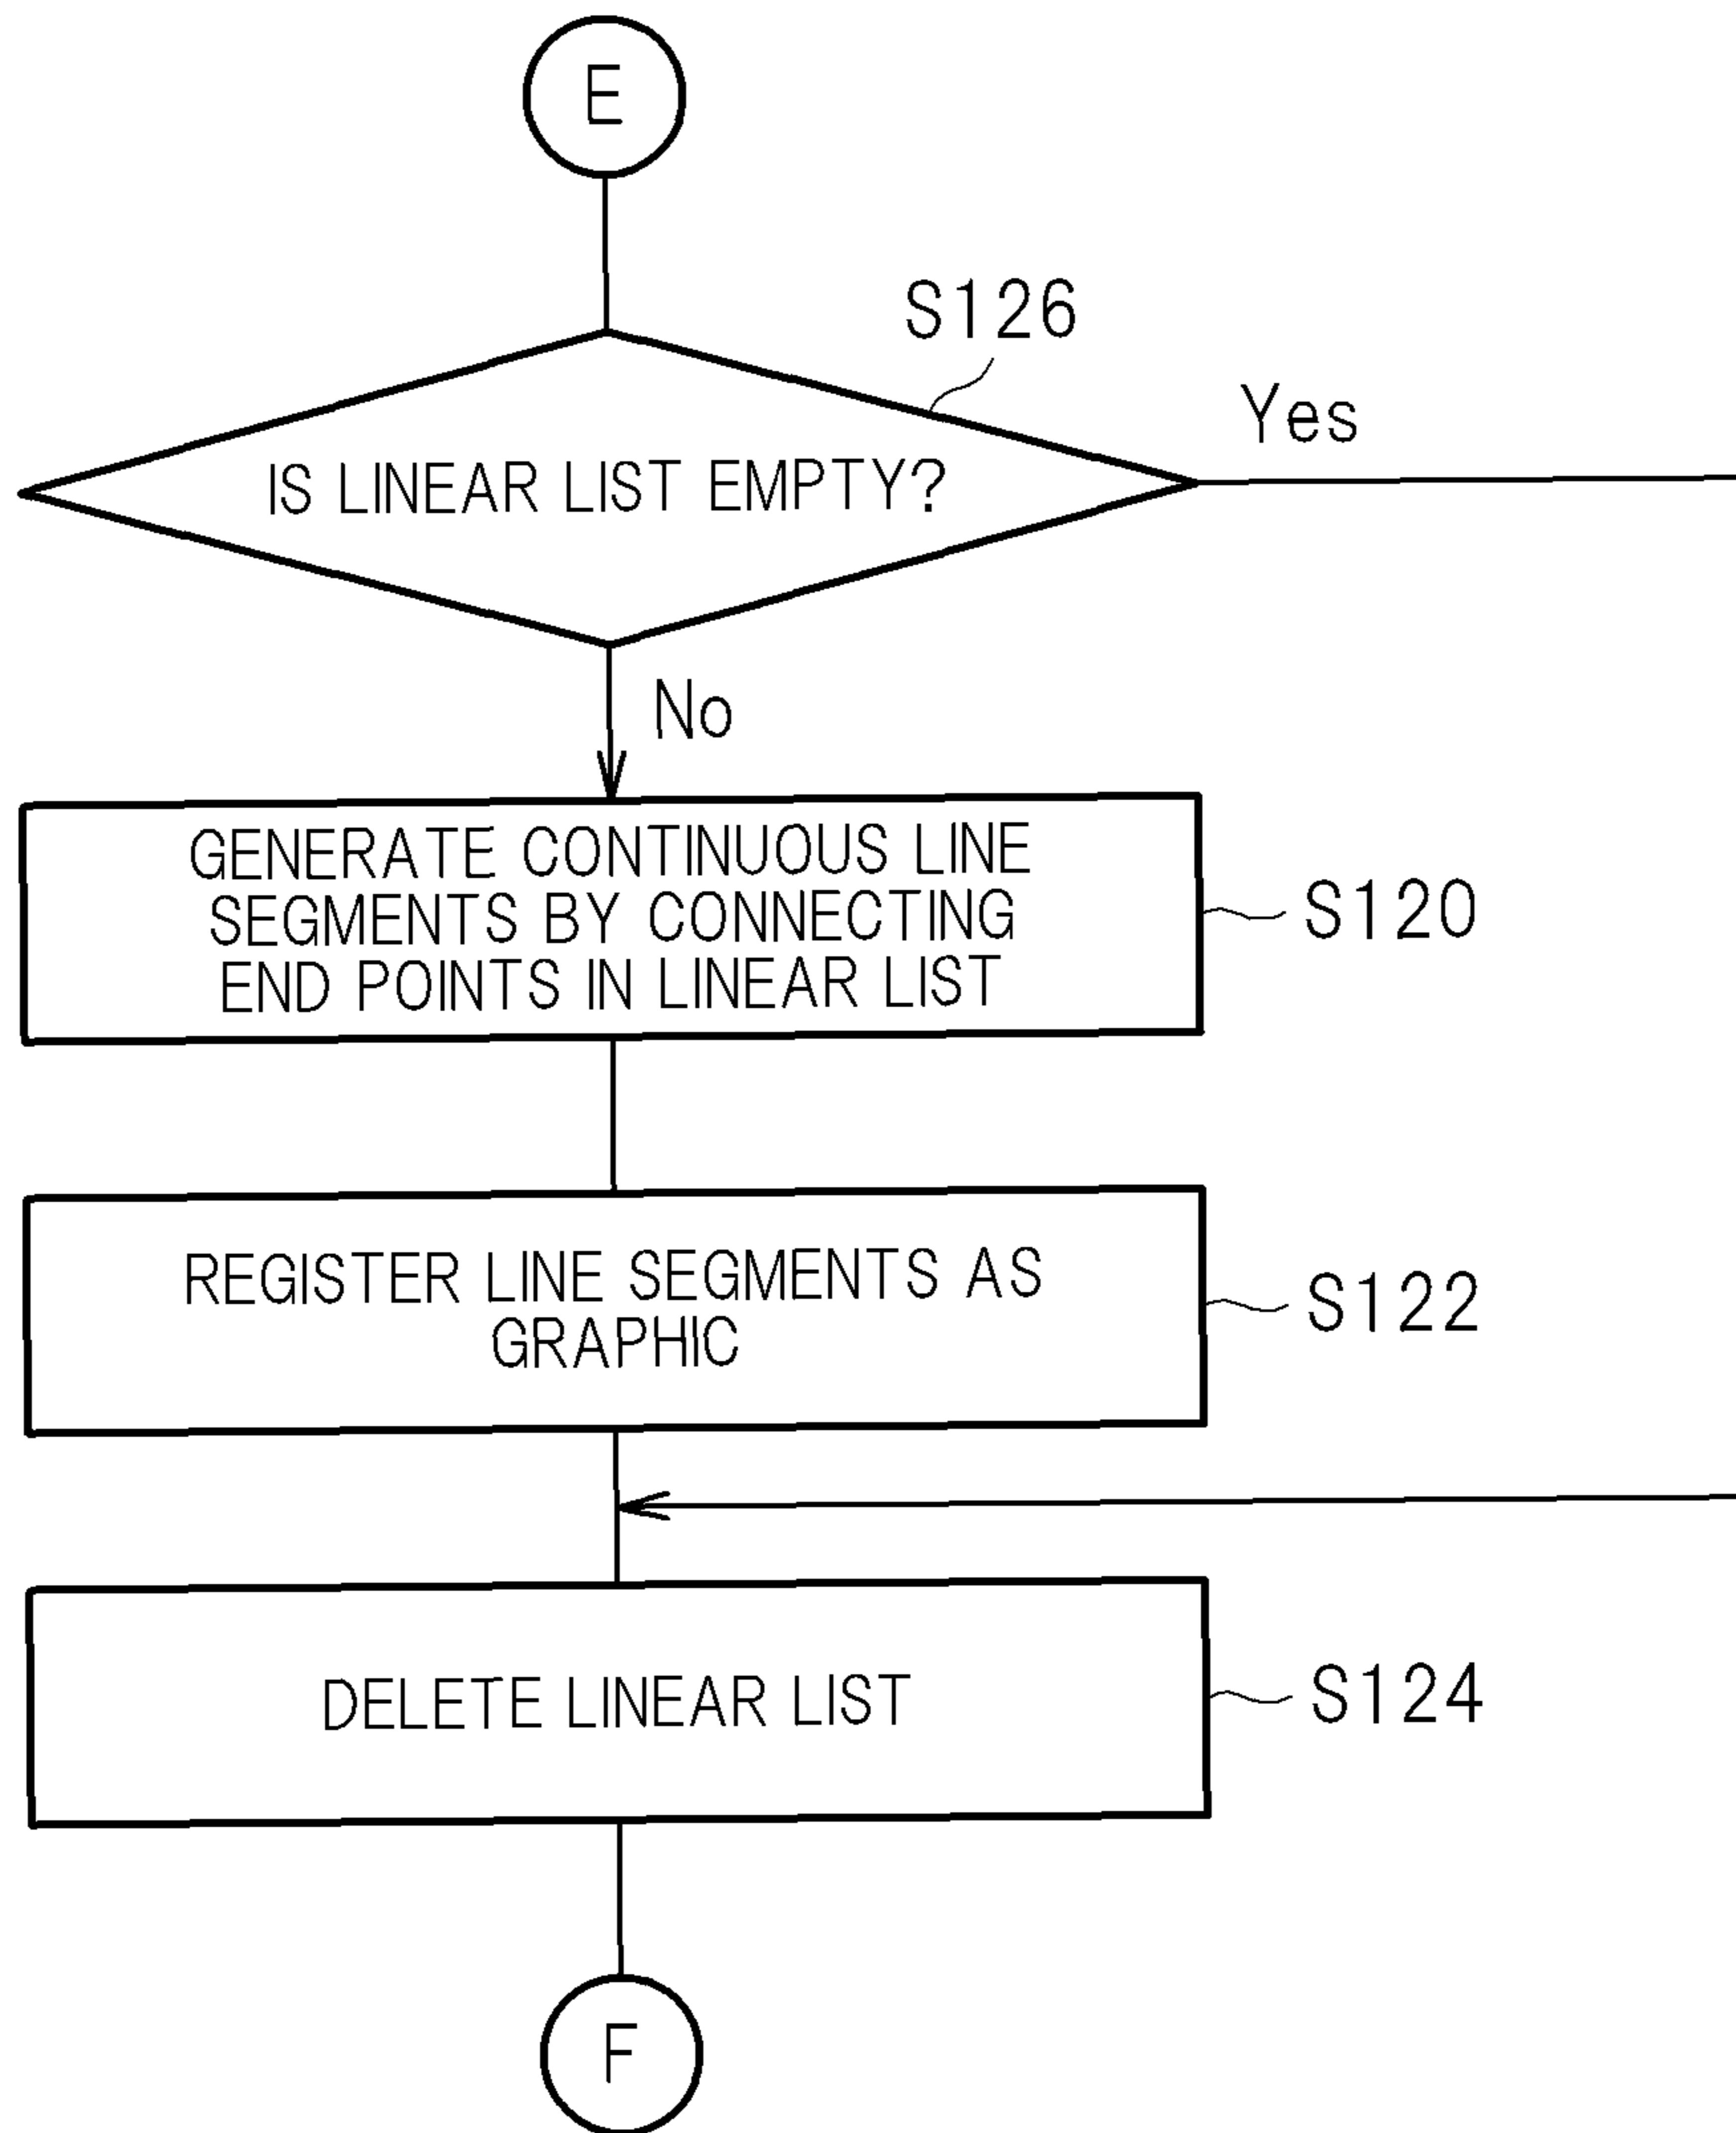 E
S126
Yes
IS LINEAR LIST EMPTY?
No
GENERATE CONTINUOUS LINE
SEGMENTS BY CONNECTING
END POINTS IN LINEAR LIST
S120
REGISTER LINE SEGMENTS AS
GRAPHIC
S122
DELETE LINEAR LIST
S124
F